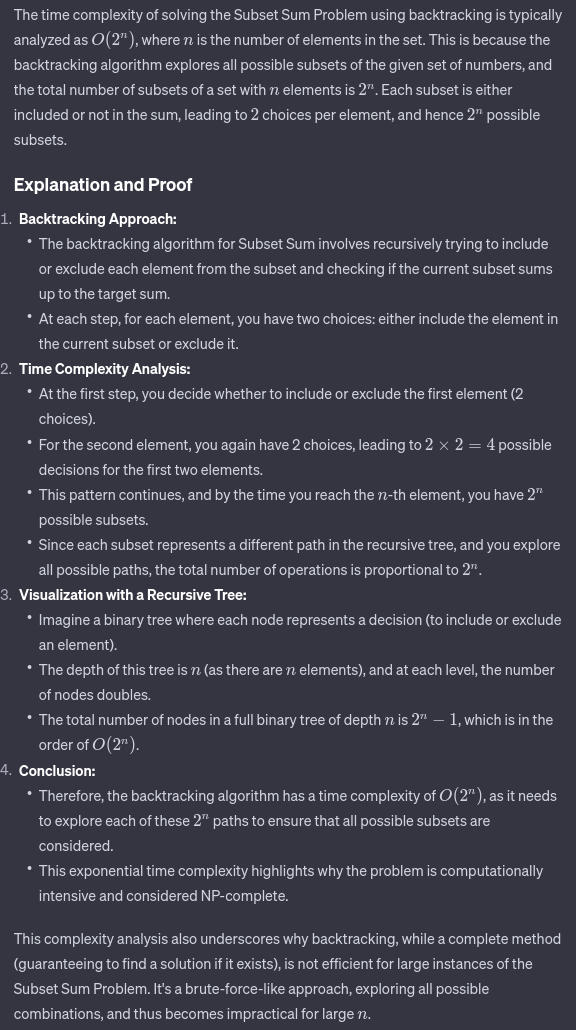 The time complexity of solving the Subset Sum Problem using backtracking is typically
analyzed as O(2ⁿ), where n is the number of elements in the set. This is because the
backtracking algorithm explores all possible subsets of the given set of numbers, and
the total number of subsets of a set with n elements is 2ⁿ. Each subset is either
included or not in the sum, leading to 2 choices per element, and hence 2ⁿ possible
subsets.
Explanation and Proof
1. Backtracking Approach:
• The backtracking algorithm for Subset Sum involves recursively trying to include
or exclude each element from the subset and checking if the current subset sums
up to the target sum.
• At each step, for each element, you have two choices: either include the element in
the current subset or exclude it.
2. Time Complexity Analysis:
• At the first step, you decide whether to include or exclude the first element (2
choices).
• For the second element, you again have 2 choices, leading to 2 × 2 = 4 possible
decisions for the first two elements.
• This pattern continues, and by the time you reach the n-th element, you have 2ⁿ
possible subsets.
• Since each subset represents a different path in the recursive tree, and you explore
all possible paths, the total number of operations is proportional to 2ⁿ.
3. Visualization with a Recursive Tree:
• Imagine a binary tree where each node represents a decision (to include or exclude
an element).
• The depth of this tree is n (as there are n elements), and at each level, the number
of nodes doubles.
• The total number of nodes in a full binary tree of depth n is 2ⁿ − 1, which is in the
order of O(2ⁿ).
4. Conclusion:
• Therefore, the backtracking algorithm has a time complexity of O(2ⁿ), as it needs
to explore each of these 2ⁿ paths to ensure that all possible subsets are
considered.
• This exponential time complexity highlights why the problem is computationally
intensive and considered NP-complete.
This complexity analysis also underscores why backtracking, while a complete method
(guaranteeing to find a solution if it exists), is not efficient for large instances of the
Subset Sum Problem. It's a brute-force-like approach, exploring all possible
combinations, and thus becomes impractical for large n.